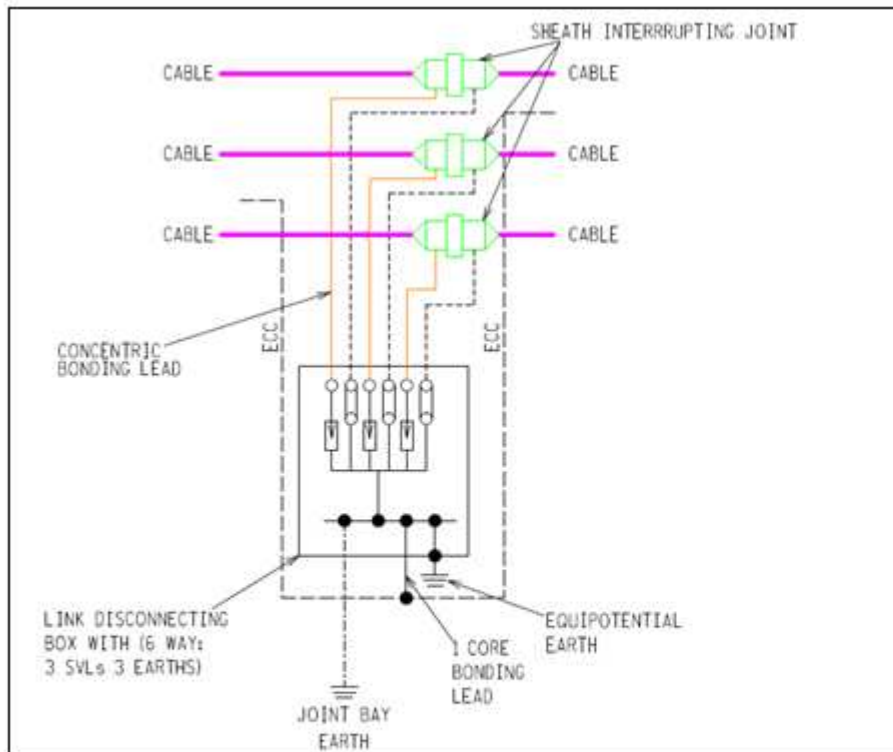 SHEATH INTERRRUPTING JOINT
CABLE
CABLE
CABLE
CABLE
CABLE
CABLE
ECC
ECC
CONCENTRIC
BONDING LEAD
LINK DISCONNECTING
BOX WITH (6 WAY:
3 SVLs 3 EARTHS)
EQUIPOTENTIAL
EARTH
1 CORE
BONDING
LEAD
JOINT BAY
EARTH